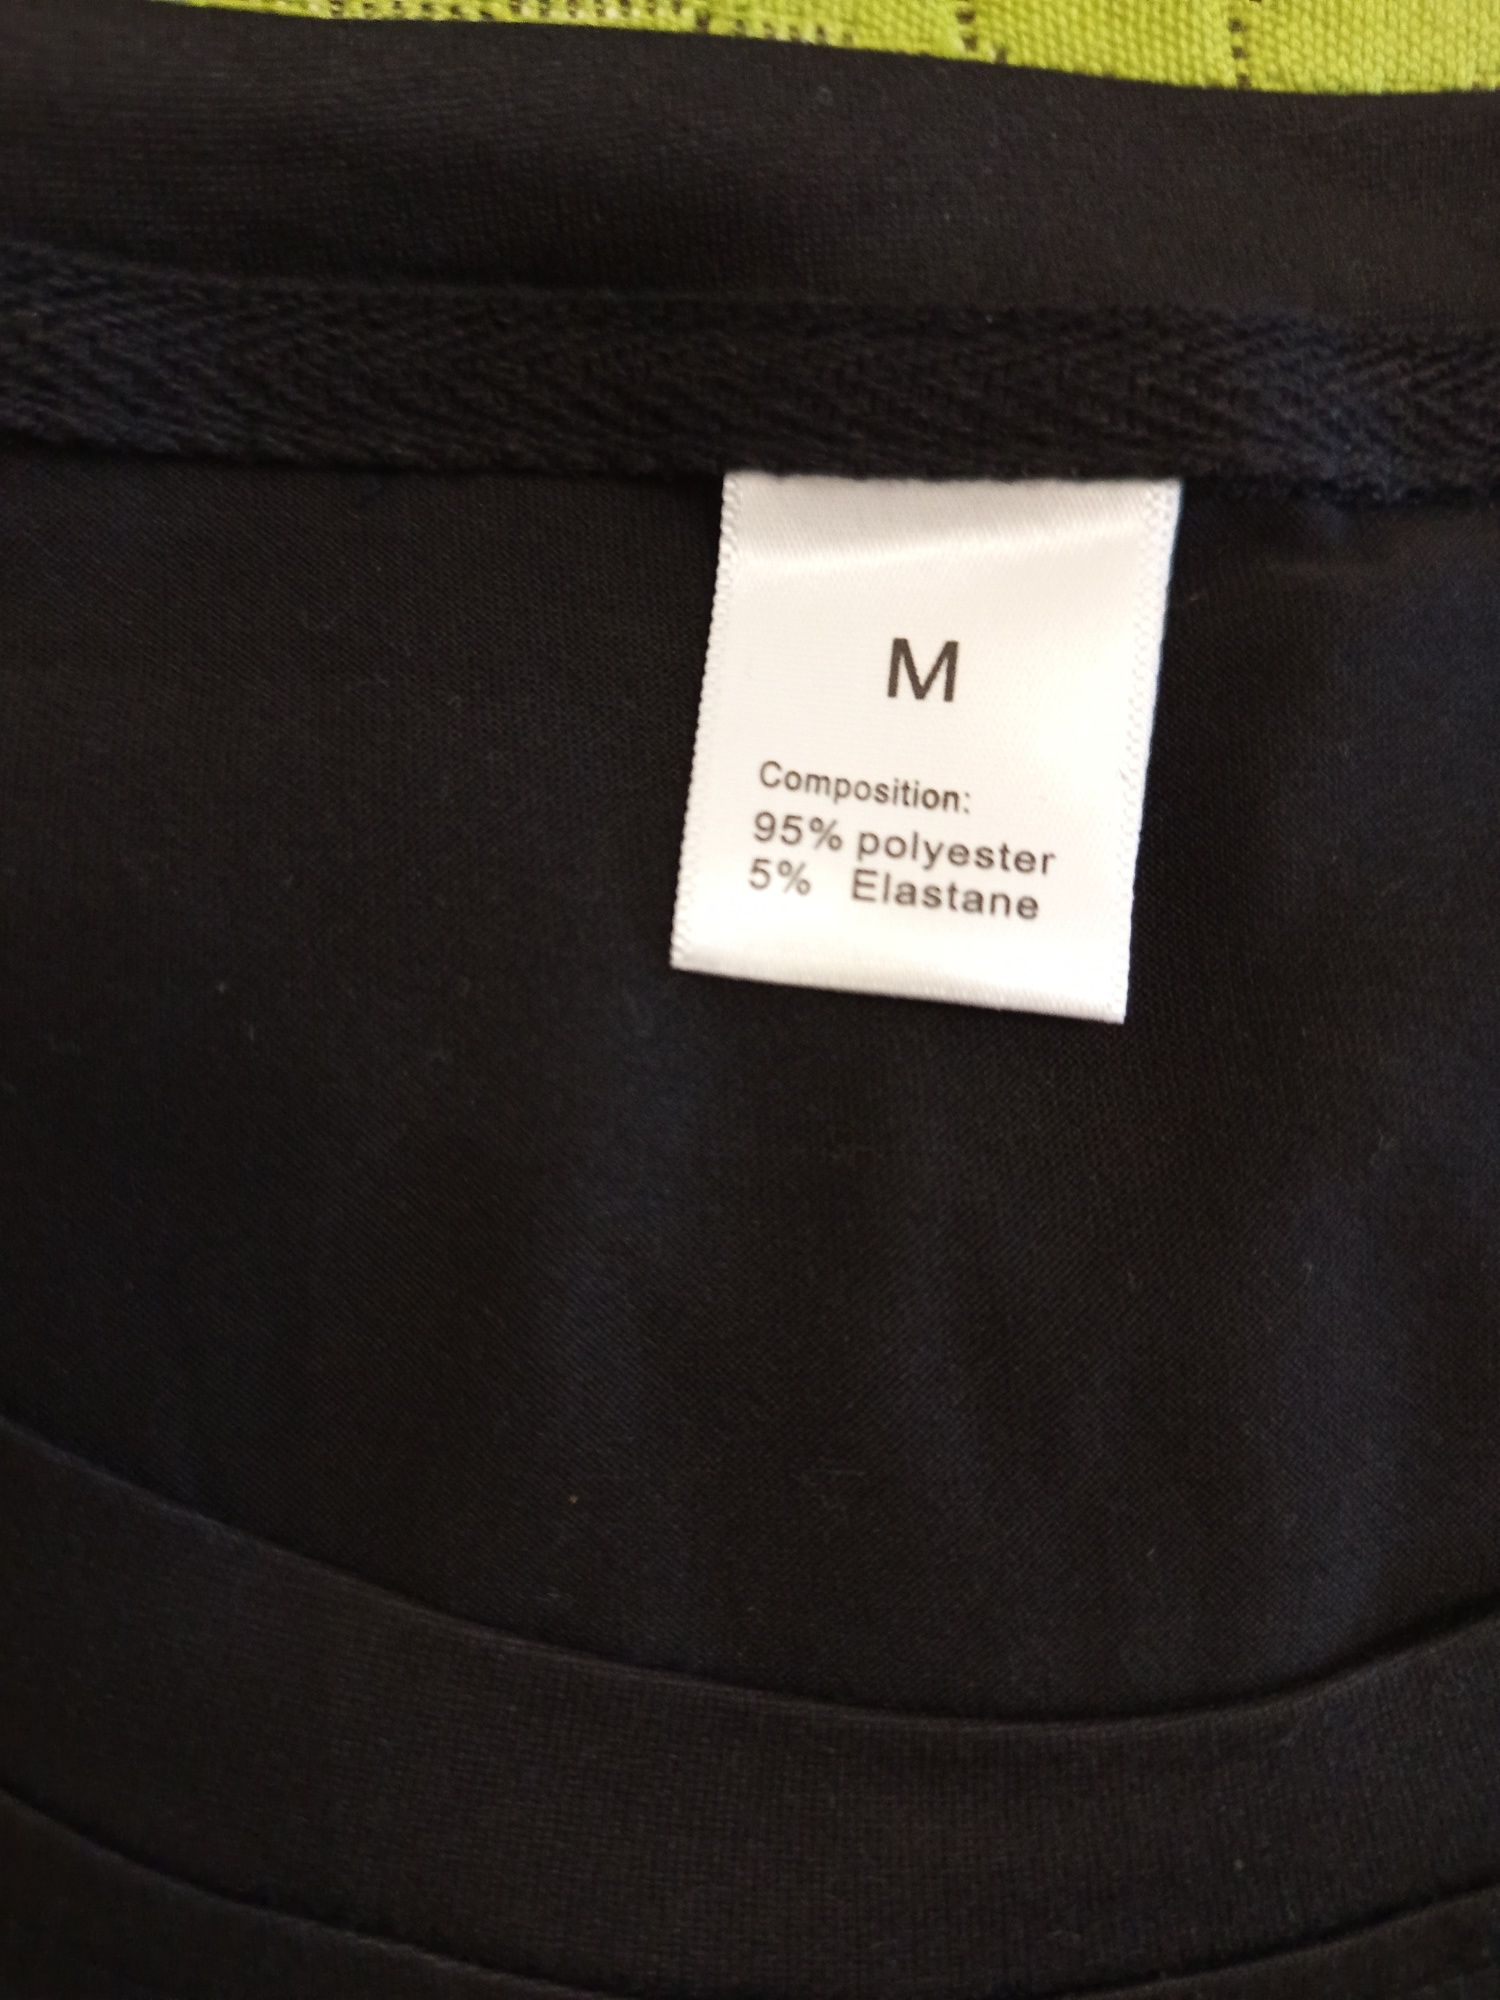 M
Composition:
95% polyester
5% Elastane